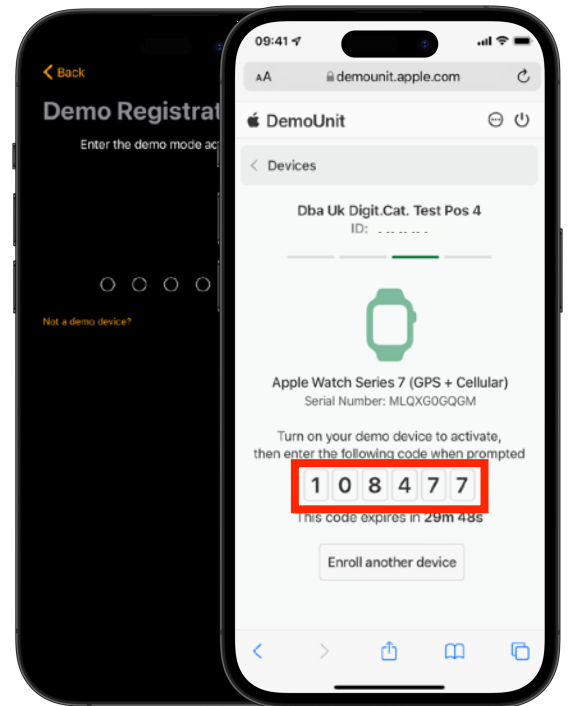 Back
Demo Registrat
Enter the demo mode ac
Not a demo device?
09:41
AA demounit.apple.com
DemoUnit
Devices
Dba Uk Digit.Cat. Test Pos 4
ID:
Apple Watch Series 7 (GPS + Cellular)
Serial Number: MLQXG0GQGM
Turn on your demo device to activate,
then enter the following code when prompted
1 0 8 4 7 7
This code expires in 29m 48s
Enroll another device